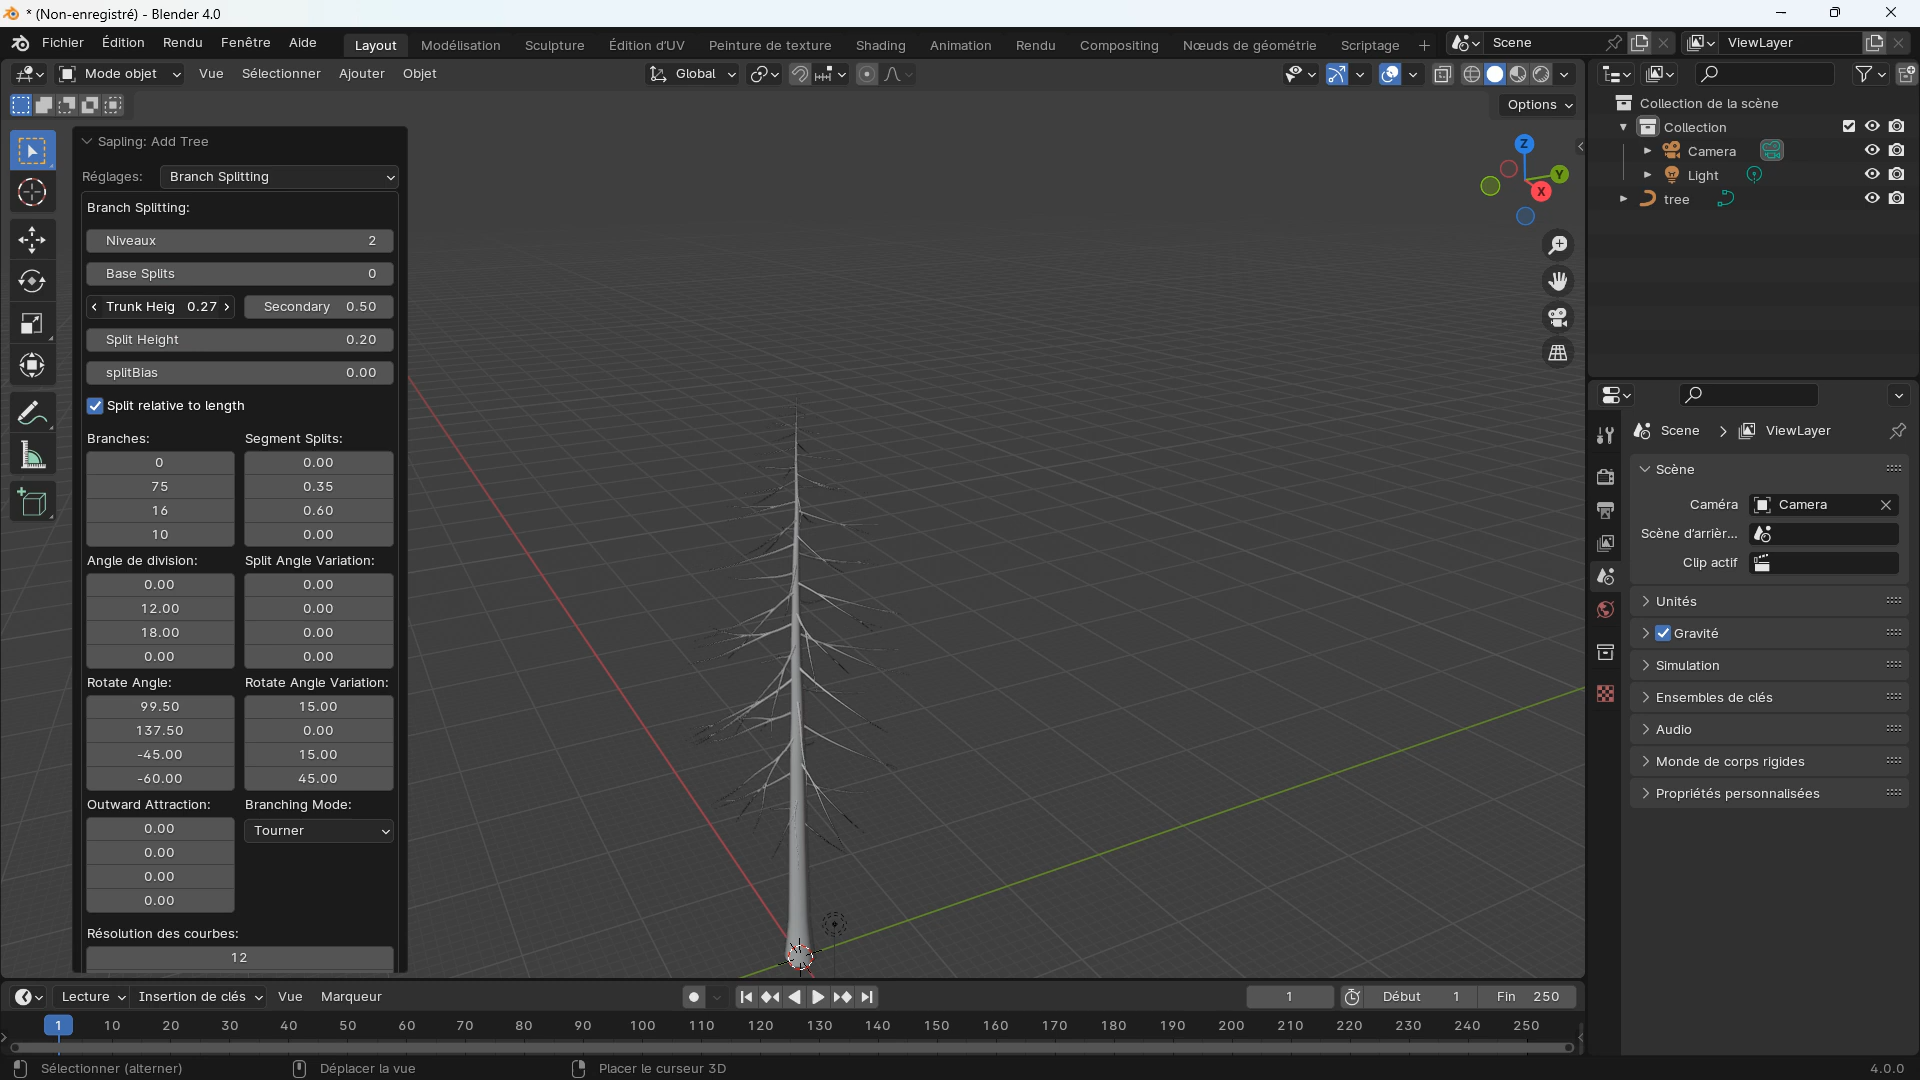 * (Non-enregistré) - Blender 4.0
Fichier Édition Rendu Fenêtre Aide Layout Modélisation Sculpture Édition d'UV Peinture de texture Shading Animation Rendu Compositing Nœuds de géométrie Scriptage + Scene ViewLayer
Mode objet Vue Sélectionner Ajouter Objet Global
Options
Sapling: Add Tree
Réglages: Branch Splitting
Branch Splitting:
Niveaux 2
Base Splits 0
Trunk Heig 0.27 Secondary 0.50
Split Height 0.20
splitBias 0.00
Split relative to length
Branches: Segment Splits:
0 0.00
75 0.35
16 0.60
10 0.00
Angle de division: Split Angle Variation:
0.00 0.00
12.00 0.00
18.00 0.00
0.00 0.00
Rotate Angle: Rotate Angle Variation:
99.50 15.00
137.50 0.00
-45.00 15.00
-60.00 45.00
Outward Attraction: Branching Mode:
0.00 Tourner
0.00
0.00
0.00
Résolution des courbes:
12
Z
Y
X
Collection de la scène
Collection
Camera
Light
tree
Scene > ViewLayer
Scène
Caméra Camera
Scène d'arrièr...
Clip actif
Unités
Gravité
Simulation
Ensembles de clés
Audio
Monde de corps rigides
Propriétés personnalisées
Lecture Insertion de clés Vue Marqueur 1 Début 1 Fin 250
1 10 20 30 40 50 60 70 80 90 100 110 120 130 140 150 160 170 180 190 200 210 220 230 240 250
Sélectionner (alterner) Déplacer la vue Placer le curseur 3D 4.0.0